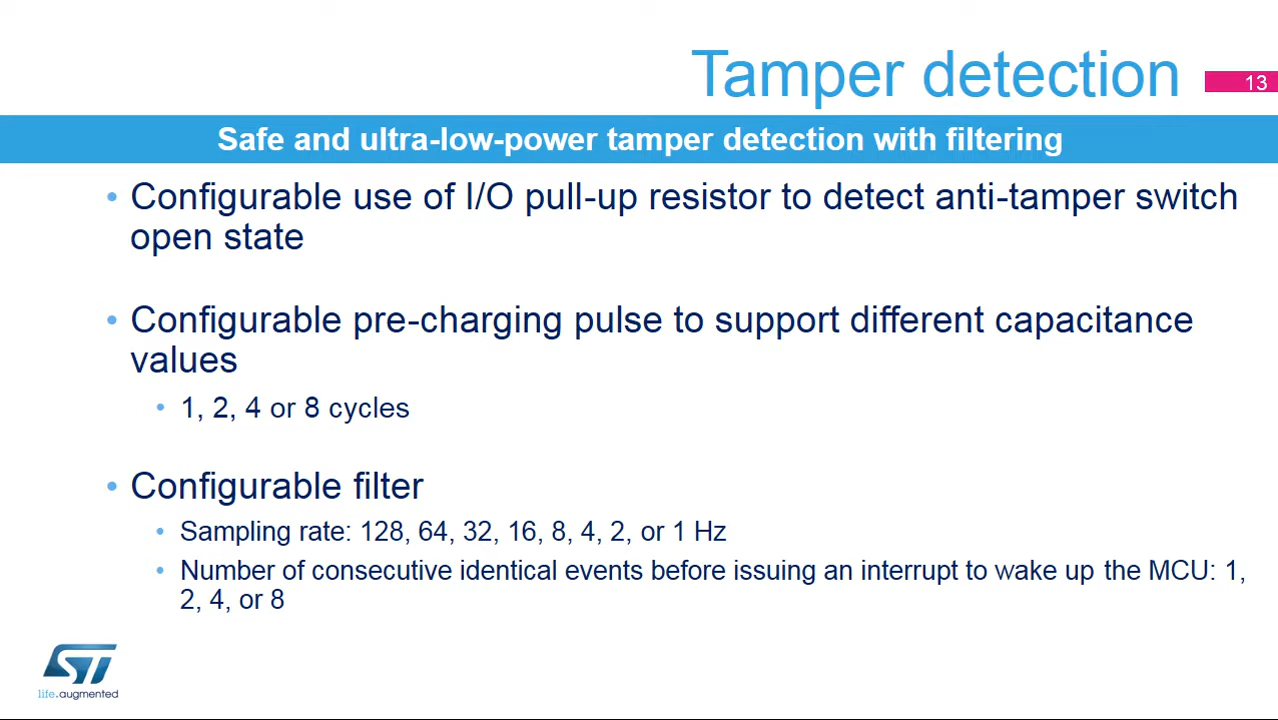 Tamper detection
13
Safe and ultra-low-power tamper detection with filtering
• Configurable use of I/O pull-up resistor to detect anti-tamper switch
open state
• Configurable pre-charging pulse to support different capacitance
values
• 1, 2, 4 or 8 cycles
• Configurable filter
• Sampling rate: 128, 64, 32, 16, 8, 4, 2, or 1 Hz
• Number of consecutive identical events before issuing an interrupt to wake up the MCU: 1,
2, 4, or 8
ST
life.augmented